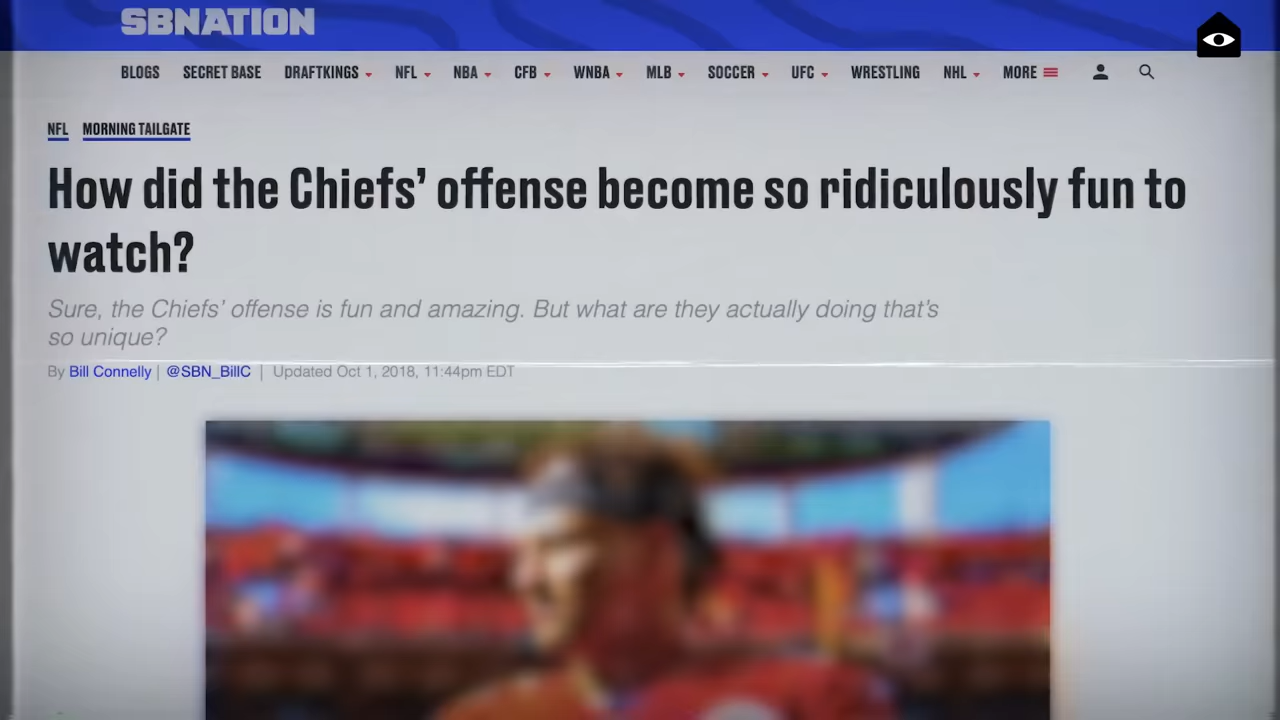 SBNATION
BLOGS SECRET BASE DRAFTKINGS NFL NBA CFB WNBA MLB SOCCER UFC WRESTLING NHL MORE
NFL MORNING TAILGATE
How did the Chiefs’ offense become so ridiculously fun to
watch?
Sure, the Chiefs’ offense is fun and amazing. But what are they actually doing that’s
so unique?
By Bill Connelly | @SBN_BillC | Updated Oct 1, 2018, 11:44pm EDT